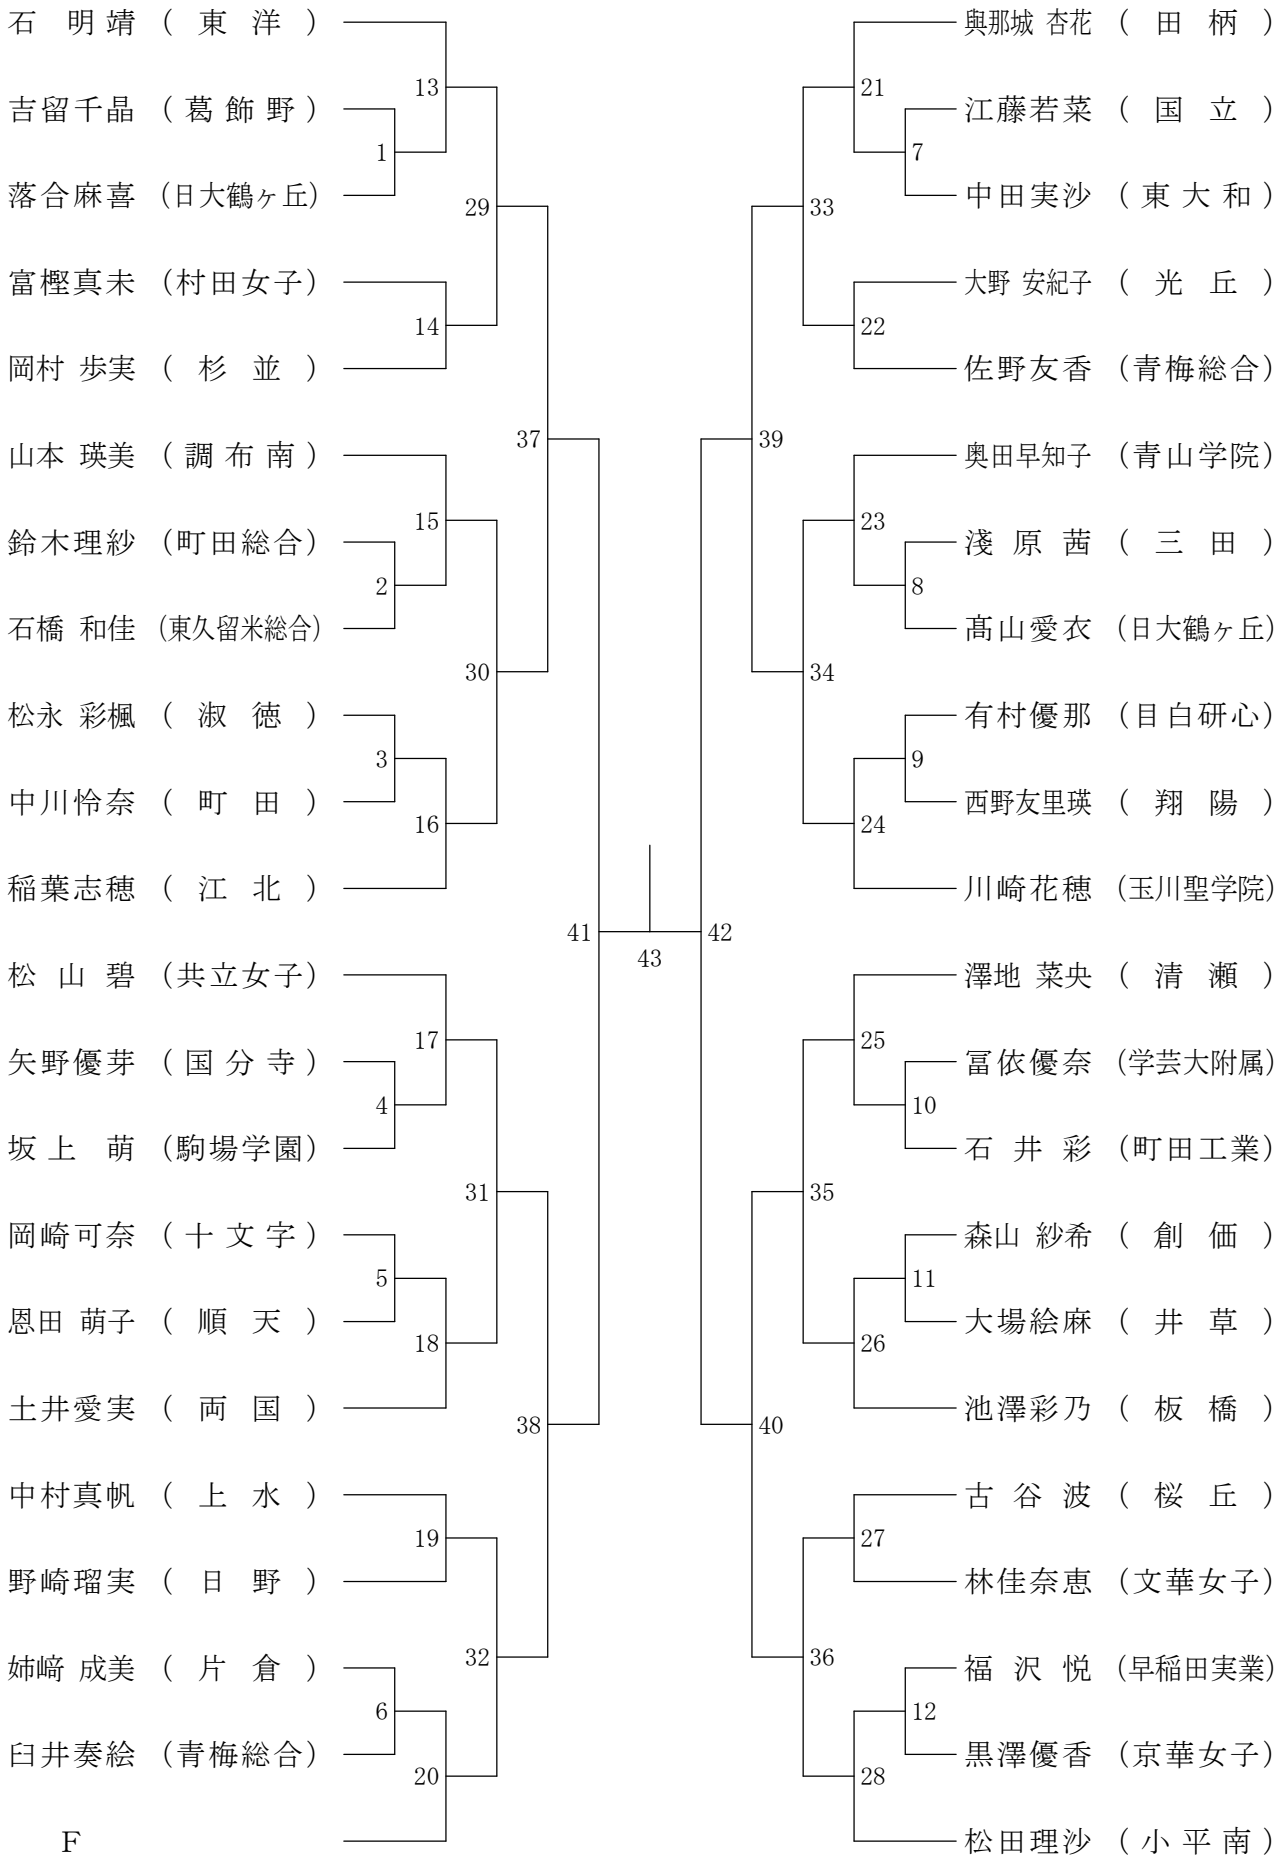 石 明靖 (東洋)
13
吉留千晶 (葛飾野)
1
落合麻喜 (日大鶴ヶ丘)
29
富樫真未 (村田女子)
14
岡村 歩実 (杉並)
37
山本 瑛美 (調布南)
15
鈴木理紗 (町田総合)
2
石橋 和佳 (東久留米総合)
30
松永 彩楓 (淑徳)
3
中川怜奈 (町田)
16
稲葉志穂 (江北)
41
松山碧 (共立女子)
17
矢野優芽 (国分寺)
4
坂上 萌 (駒場学園)
31
岡崎可奈 (十文字)
5
恩田 萌子 (順天)
18
土井愛実 (両国)
38
中村真帆 (上水)
19
野崎瑠実 (日野)
32
姉﨑 成美 (片倉)
6
臼井奏絵 (青梅総合)
20
F
43
與那城 杏花 (田柄)
21
江藤若菜 (国立)
7
中田実沙 (東大和)
33
大野 安紀子 (光丘)
22
佐野友香 (青梅総合)
39
奥田早知子 (青山学院)
23
淺原茜 (三田)
8
髙山愛衣 (日大鶴ヶ丘)
34
有村優那 (目白研心)
9
西野友里瑛 (翔陽)
24
川崎花穂 (玉川聖学院)
42
澤地 菜央 (清瀬)
25
冨依優奈 (学芸大附属)
10
石井彩 (町田工業)
35
森山 紗希 (創価)
11
大場絵麻 (井草)
26
池澤彩乃 (板橋)
40
古谷波 (桜丘)
27
林佳奈恵 (文華女子)
36
福沢悦 (早稲田実業)
12
黒澤優香 (京華女子)
28
松田理沙 (小平南)